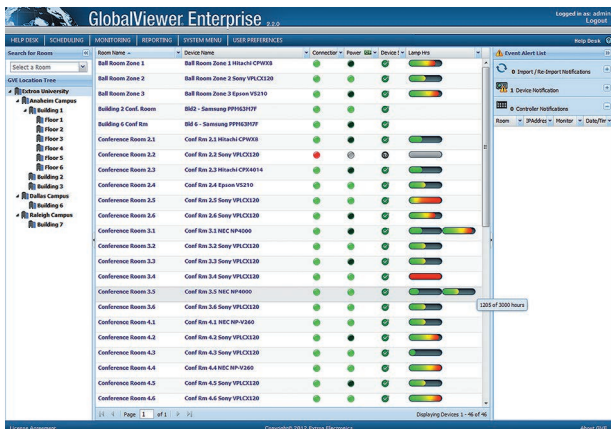 GlobalViewer Enterprise 2.2.0
Logged in as: admin
Logout
HELP DESK SCHEDULING MONITORING REPORTING SYSTEM MENU USER PREFERENCES
Help Desk
Search for Room
Select a Room
GVE Location Tree
Extron University
Anaheim Campus
Building 1
Floor 1
Floor 2
Floor 3
Floor 4
Floor 5
Floor 6
Building 2
Building 3
Dallas Campus
Building 6
Raleigh Campus
Building 7
Room Name Device Name Connection Power Device S Lamp Hrs
Ball Room Zone 1 Ball Room Zone 1 Hitachi CPWX8
Ball Room Zone 2 Ball Room Zone 2 Sony VPLCX120
Ball Room Zone 3 Ball Room Zone 3 Epson VS210
Building 2 Conf. Room Bld2 - Samsung PPM63M7F
Building 6 Conf Rm Bld 6 - Samsung PPM63M7F
Conference Room 2.1 Conf Rm 2.1 Hitachi CPWX8
Conference Room 2.2 Conf Rm 2.2 Sony VPLCX120
Conference Room 2.3 Conf Rm 2.3 Hitachi CPX4014
Conference Room 2.4 Conf Rm 2.4 Epson VS210
Conference Room 2.5 Conf Rm 2.5 Sony VPLCX120
Conference Room 2.6 Conf Rm 2.6 Sony VPLCX120
Conference Room 3.1 Conf Rm 3.1 NEC NP4000
Conference Room 3.2 Conf Rm 3.2 Sony VPLCX120
Conference Room 3.3 Conf Rm 3.3 Sony VPLCX120
Conference Room 3.4 Conf Rm 3.4 Sony VPLCX120
Conference Room 3.5 Conf Rm 3.5 NEC NP4000
1205 of 3000 hours
Conference Room 3.6 Conf Rm 3.6 Sony VPLCX120
Conference Room 4.1 Conf Rm 4.1 NEC NP-V260
Conference Room 4.2 Conf Rm 4.2 Sony VPLCX120
Conference Room 4.3 Conf Rm 4.3 Sony VPLCX120
Conference Room 4.4 Conf Rm 4.4 NEC NP-V260
Conference Room 4.5 Conf Rm 4.5 Sony VPLCX120
Conference Room 4.6 Conf Rm 4.6 Sony VPLCX120
Page 1 of 1
Displaying Devices 1 - 46 of 46
Event Alert List
0 Import / Re-Import Notifications
1 Device Notification
0 Controller Notifications
Room IPAddres Monitor Date/Tim
License Agreement
Copyright 2012 Extron Electronics
About GVE